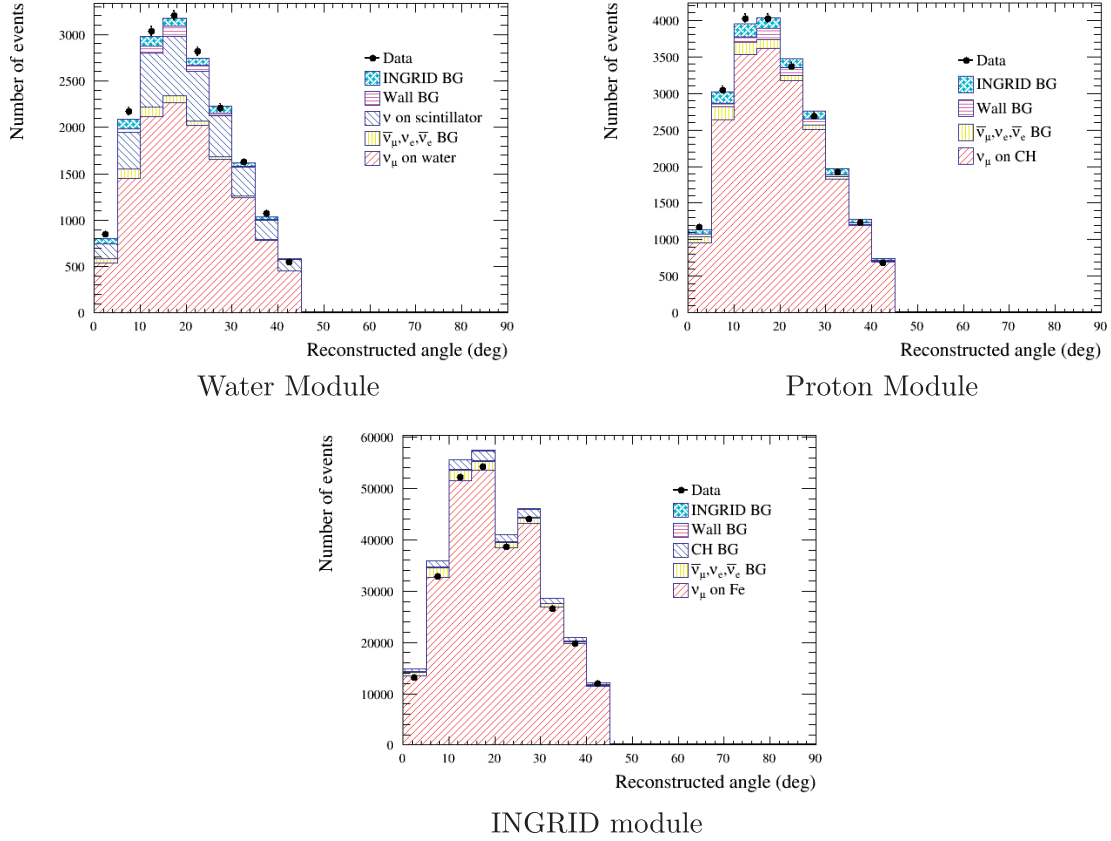 Number of events
3000
2500
2000
1500
1000
500
0
0 10 20 30 40 50 60 70 80 90
Reconstructed angle (deg)
Data
INGRID BG
Wall BG
ν on scintillator
ν̅μ,νe,ν̅e BG
νμ on water
Water Module
Number of events
4000
3500
3000
2500
2000
1500
1000
500
0
0 10 20 30 40 50 60 70 80 90
Reconstructed angle (deg)
Data
INGRID BG
Wall BG
ν̅μ,νe,ν̅e BG
νμ on CH
Proton Module
Number of events
60000
50000
40000
30000
20000
10000
0
0 10 20 30 40 50 60 70 80 90
Reconstructed angle (deg)
Data
INGRID BG
Wall BG
CH BG
ν̅μ,νe,ν̅e BG
νμ on Fe
INGRID module